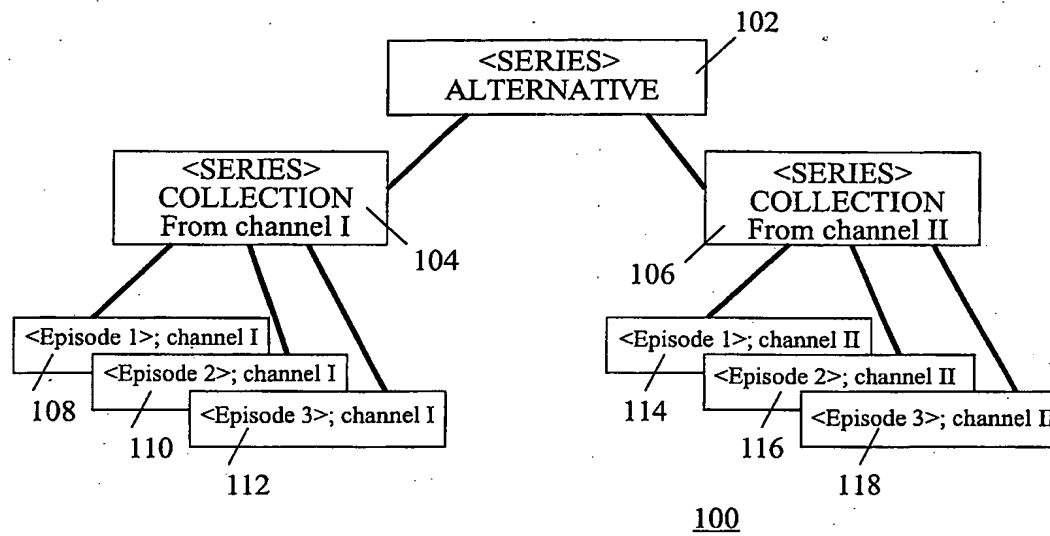 102
<SERIES>
ALTERNATIVE
<SERIES>
COLLECTION
From channel I
104
<SERIES>
COLLECTION
From channel II
106
<Episode 1>; channel I
108
<Episode 2>; channel I
110
<Episode 3>; channel I
112
<Episode 1>; channel II
114
<Episode 2>; channel II
116
<Episode 3>; channel II
118
100